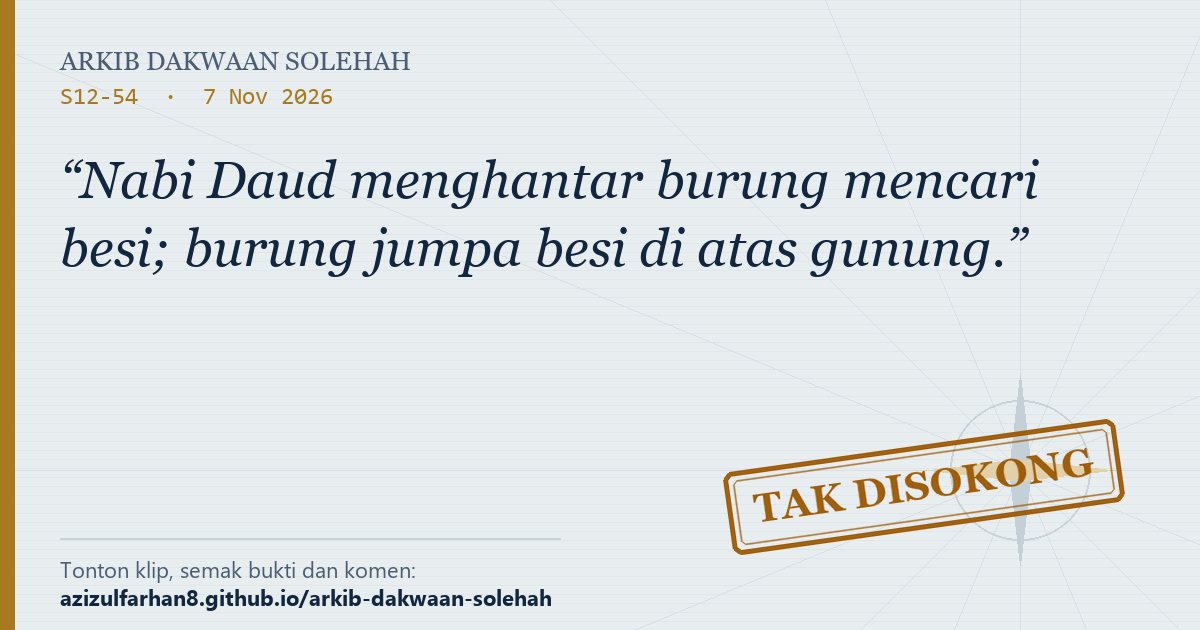 ARKIB DAKWAAN SOLEHAH
S12-54 · 7 Nov 2026
“Nabi Daud menghantar burung mencari
besi; burung jumpa besi di atas gunung.”
TAK DISOKONG
Tonton klip, semak bukti dan komen:
azizulfarhan8.github.io/arkib-dakwaan-solehah